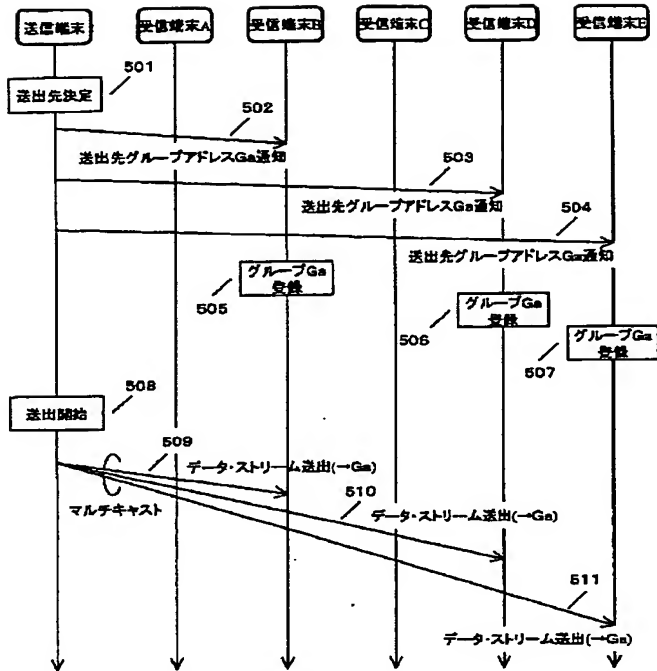 送信端末
受信端末A
受信端末B
受信端末C
受信端末D
受信端末E
501
送出先決定
502
送出先グループアドレスGa通知
503
送出先グループアドレスGa通知
504
送出先グループアドレスGa通知
グループGa
登録
505
グループGa
登録
506
グループGa
登録
507
508
送出開始
509
データ・ストリーム送出(→Ga)
マルチキャスト
510
データ・ストリーム送出(→Ga)
511
データ・ストリーム送出(→Ga)